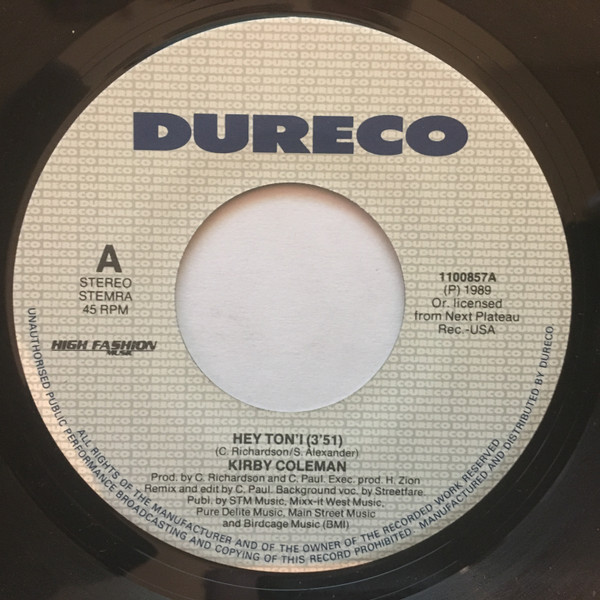 DURECO
A
STEREO
STEMRA
45 RPM
HIGH FASHION
MUSIC
1100857A
(P) 1989
Or. licensed
from Next Plateau
Rec.-USA
HEY TON'I (3'51)
(C. Richardson/S. Alexander)
KIRBY COLEMAN
Prod. by C. Richardson and C. Paul. Exec. prod. H. Zion
Remix and edit by C. Paul. Background voc. by Streetfare.
Publ. by STM Music, Mixx-it West Music,
Pure Delite Music, Main Street Music
and Birdcage Music (BMI)
ALL RIGHTS OF THE MANUFACTURER AND OF THE OWNER OF THE RECORDED WORK RESERVED
UNAUTHORISED PUBLIC PERFORMANCE BROADCASTING AND COPYING OF THIS RECORD PROHIBITED. MANUFACTURED AND DISTRIBUTED BY DURECO.